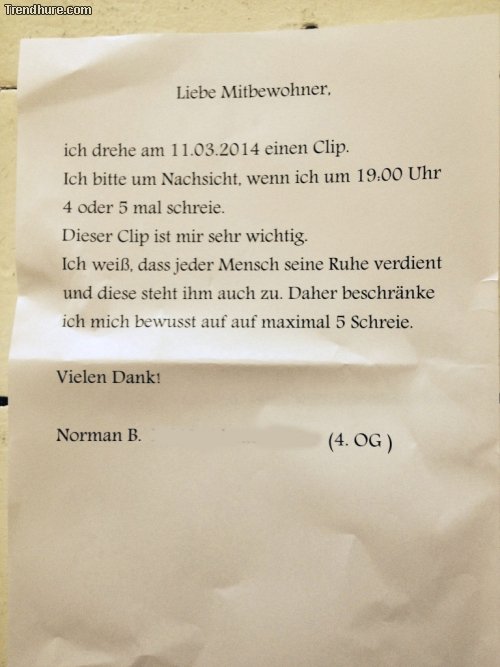 Trendhure.com
Liebe Mitbewohner,
ich drehe am 11.03.2014 einen Clip.
Ich bitte um Nachsicht, wenn ich um 19:00 Uhr
4 oder 5 mal schreie.
Dieser Clip ist mir sehr wichtig.
Ich weiß, dass jeder Mensch seine Ruhe verdient
und diese steht ihm auch zu. Daher beschränke
ich mich bewusst auf auf maximal 5 Schreie.
Vielen Dank!
Norman B. (4. OG )